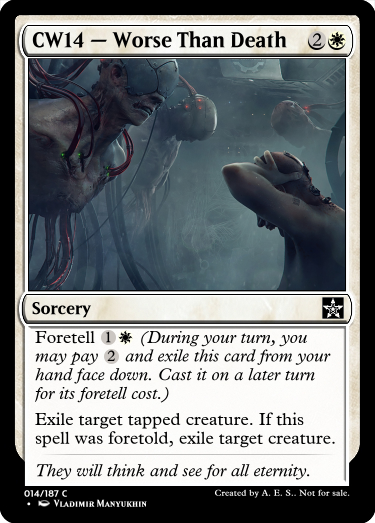 CW14 — Worse Than Death 2
Sorcery
Foretell 1 (During your turn, you
may pay 2 and exile this card from your
hand face down. Cast it on a later turn
for its foretell cost.)
Exile target tapped creature. If this
spell was foretold, exile target creature.
They will think and see for all eternity.
014/187 C
Created by A. E. S.. Not for sale.
• Vladimir Manyukhin